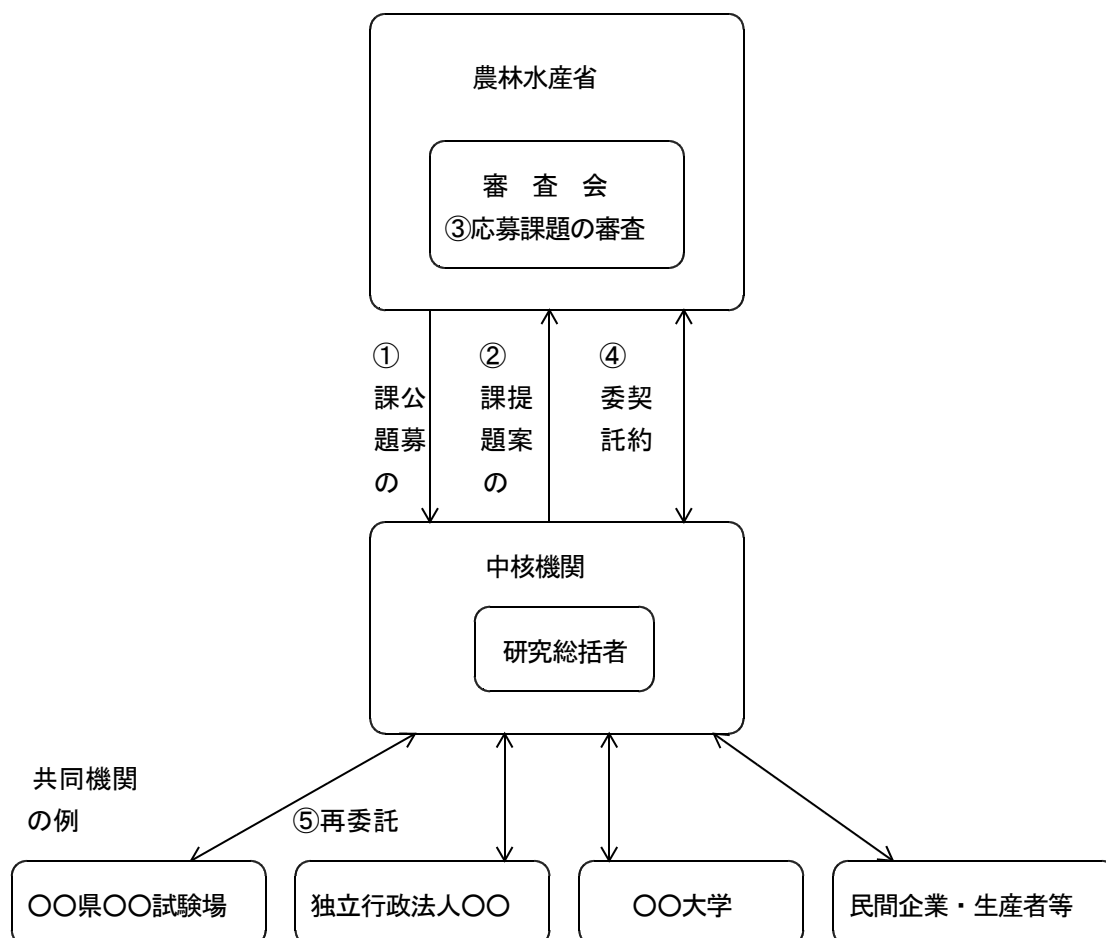 農林水産省
審 査 会
③応募課題の審査
①
課公
題募
の
②
課提
題案
の
④
委契
託約
中核機関
研究総括者
共同機関
の例
⑤再委託
〇〇県〇〇試験場
独立行政法人〇〇
〇〇大学
民間企業・生産者等